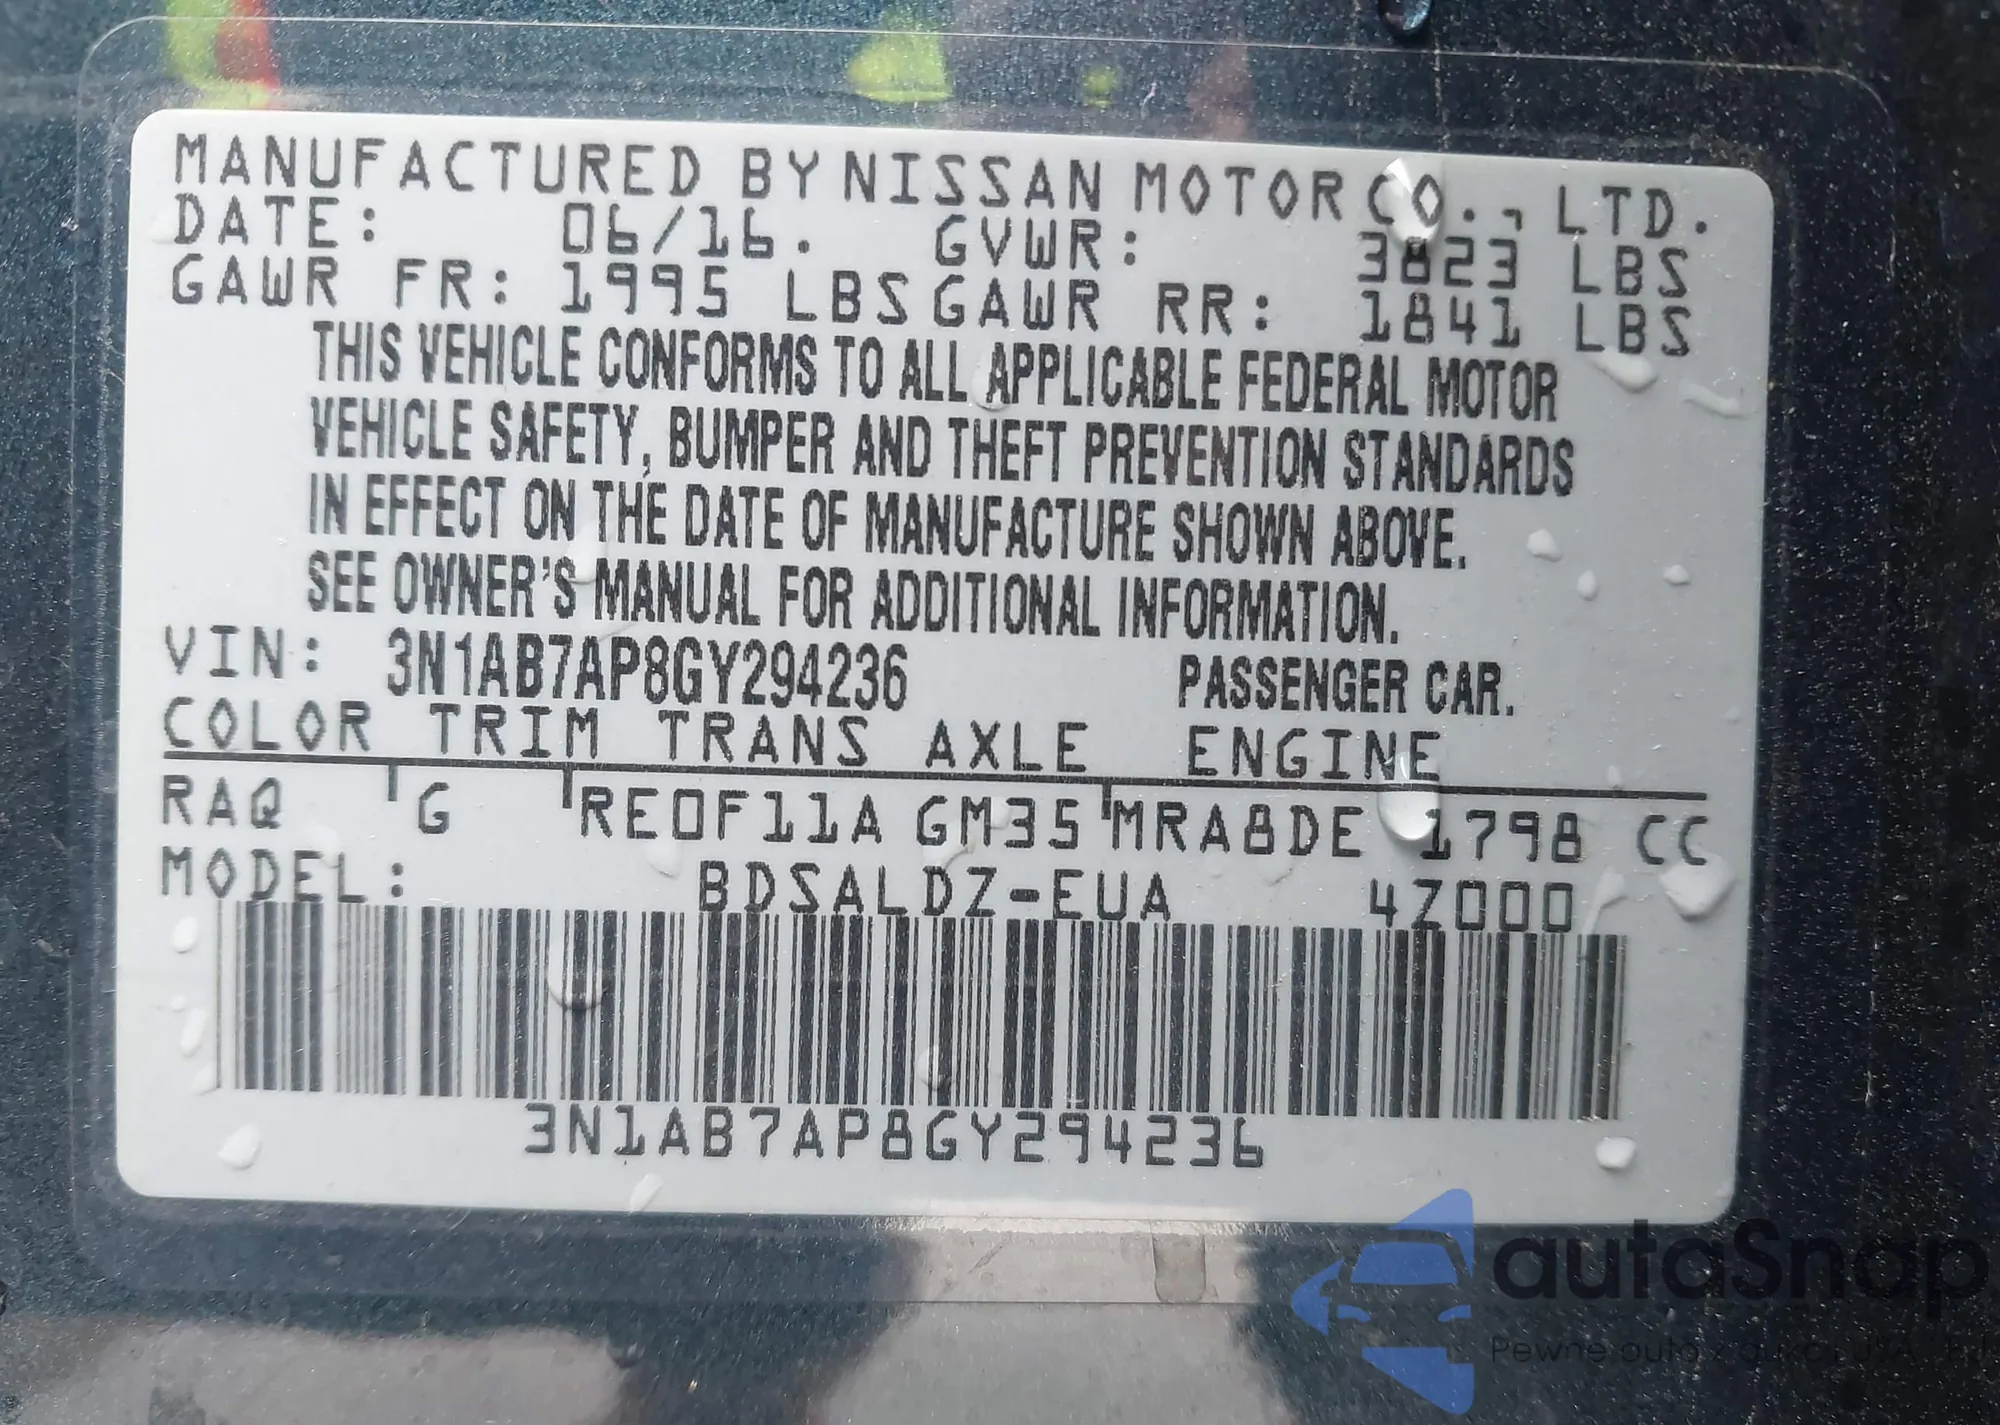 MANUFACTURED BY NISSAN MOTOR CO., LTD.
DATE: 06/16. GVWR: 3823 LBS
GAWR FR: 1995 LBS GAWR RR: 1841 LBS
THIS VEHICLE CONFORMS TO ALL APPLICABLE FEDERAL MOTOR
VEHICLE SAFETY, BUMPER AND THEFT PREVENTION STANDARDS
IN EFFECT ON THE DATE OF MANUFACTURE SHOWN ABOVE.
SEE OWNER'S MANUAL FOR ADDITIONAL INFORMATION.
VIN: 3N1AB7AP8GY294236 PASSENGER CAR.
COLOR TRIM TRANS AXLE ENGINE
RAQ G RE0F11A GM35 MRA8DE 1798 CC
MODEL: BDSALDZ-EUA 4Z000
3N1AB7AP8GY294236
autaSnap
Pewne auto z